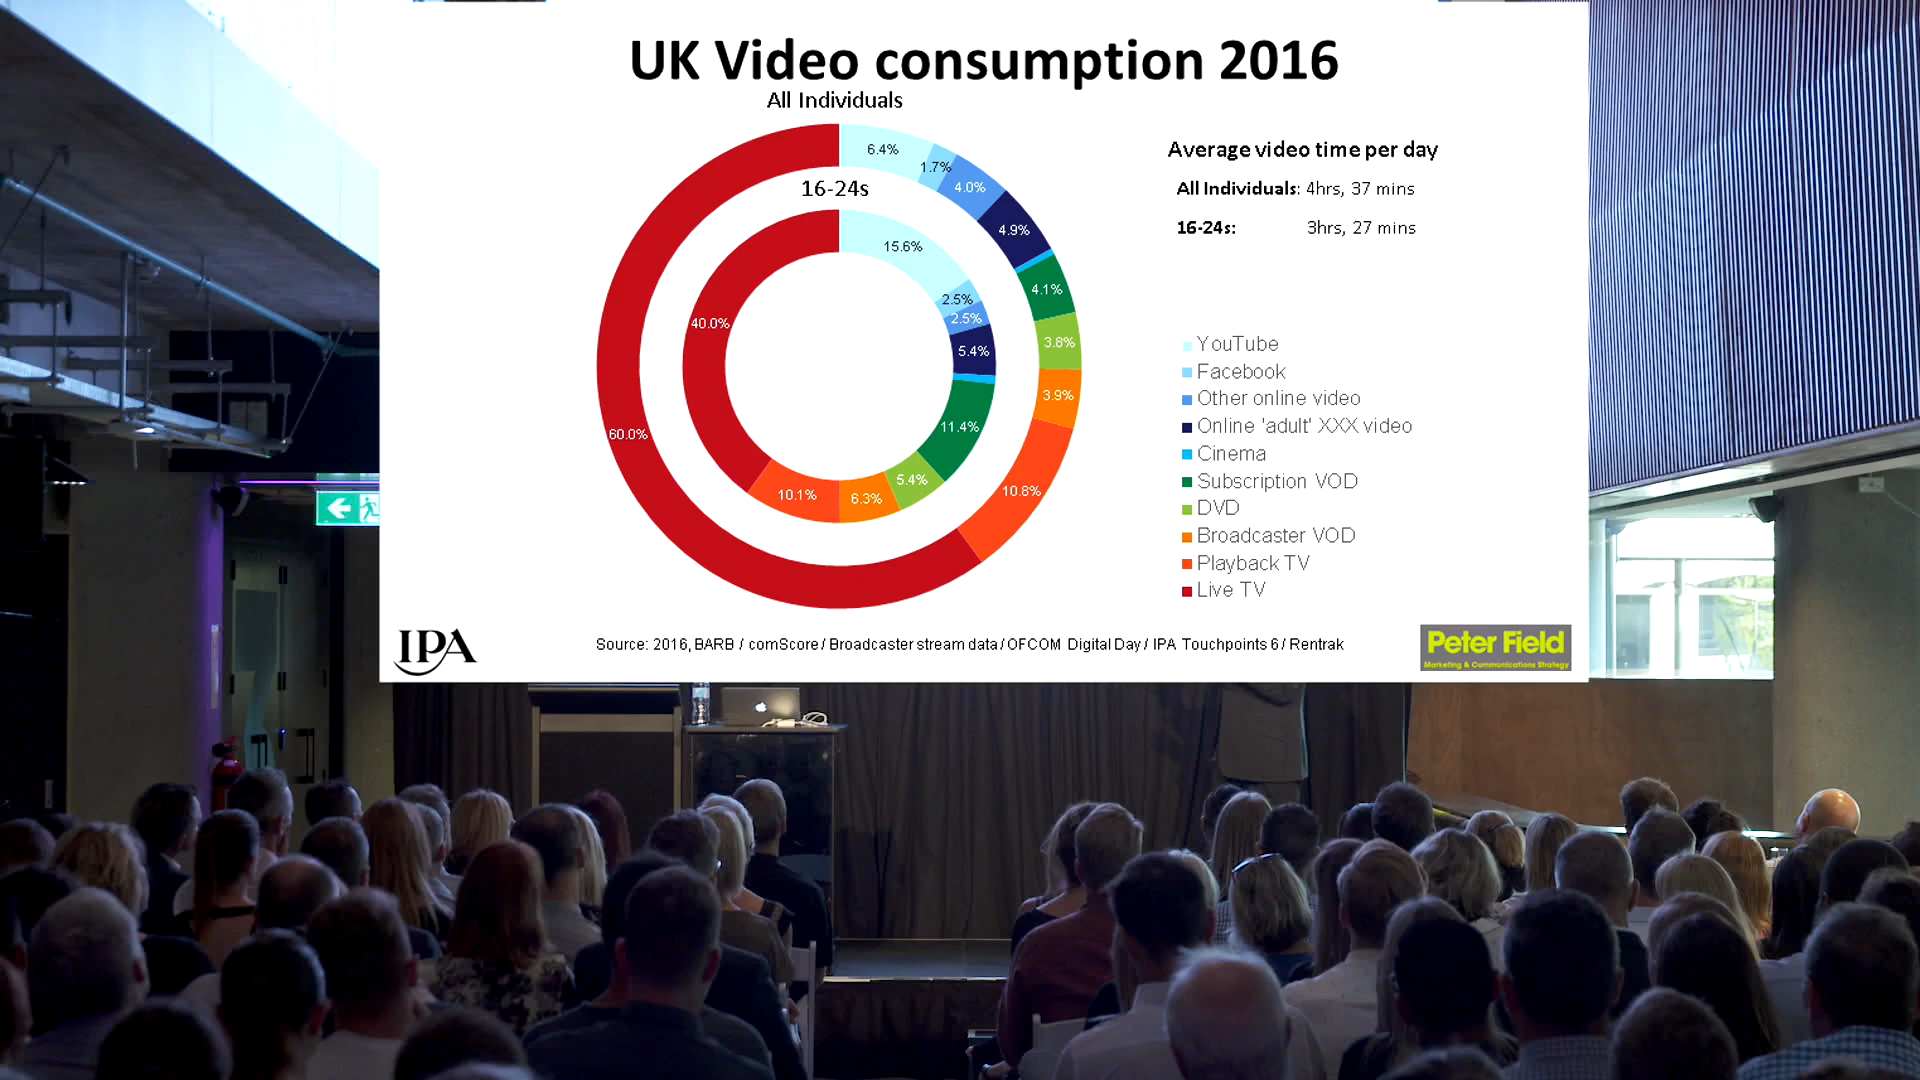 UK Video consumption 2016
All Individuals
6.4%
1.7%
4.0%
4.9%
4.1%
3.8%
3.9%
10.8%
60.0%
16-24s
15.6%
2.5%
2.5%
5.4%
11.4%
5.4%
6.3%
10.1%
40.0%
Average video time per day
All Individuals: 4hrs, 37 mins
16-24s: 3hrs, 27 mins
YouTube
Facebook
Other online video
Online 'adult' XXX video
Cinema
Subscription VOD
DVD
Broadcaster VOD
Playback TV
Live TV
IPA
Source: 2016, BARB / comScore / Broadcaster stream data / OFCOM Digital Day / IPA Touchpoints 6 / Rentrak
Peter Field
Marketing & Communications Strategy